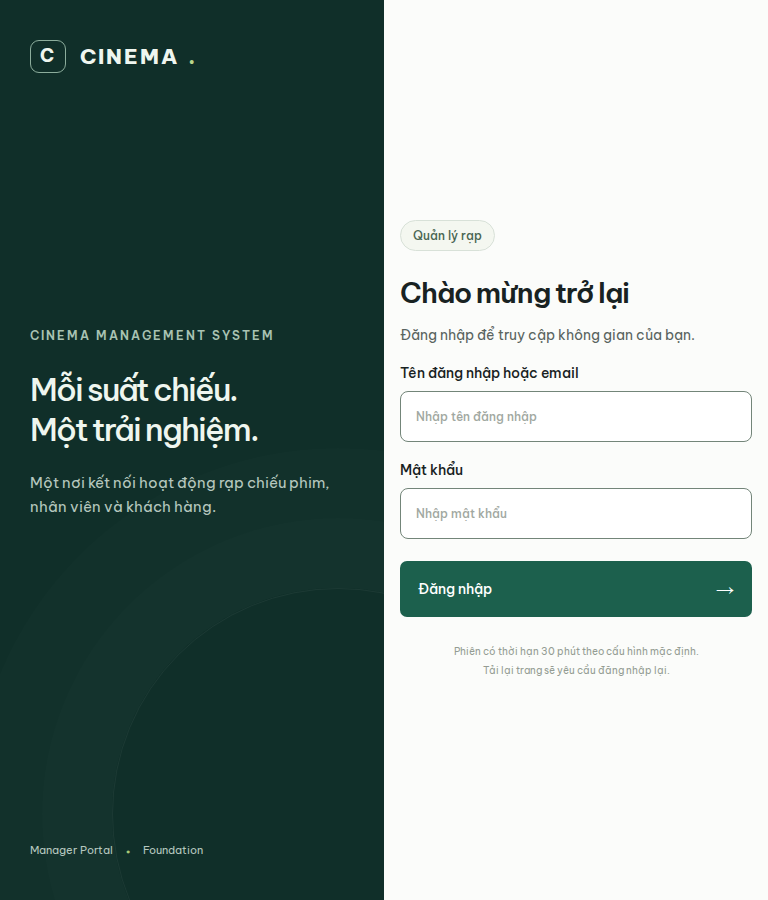 C CINEMA .
CINEMA MANAGEMENT SYSTEM
Mỗi suất chiếu.
Một trải nghiệm.
Một nơi kết nối hoạt động rạp chiếu phim,
nhân viên và khách hàng.
Manager Portal • Foundation
Quản lý rạp
Chào mừng trở lại
Đăng nhập để truy cập không gian của bạn.
Tên đăng nhập hoặc email
Nhập tên đăng nhập
Mật khẩu
Nhập mật khẩu
Đăng nhập →
Phiên có thời hạn 30 phút theo cấu hình mặc định.
Tải lại trang sẽ yêu cầu đăng nhập lại.